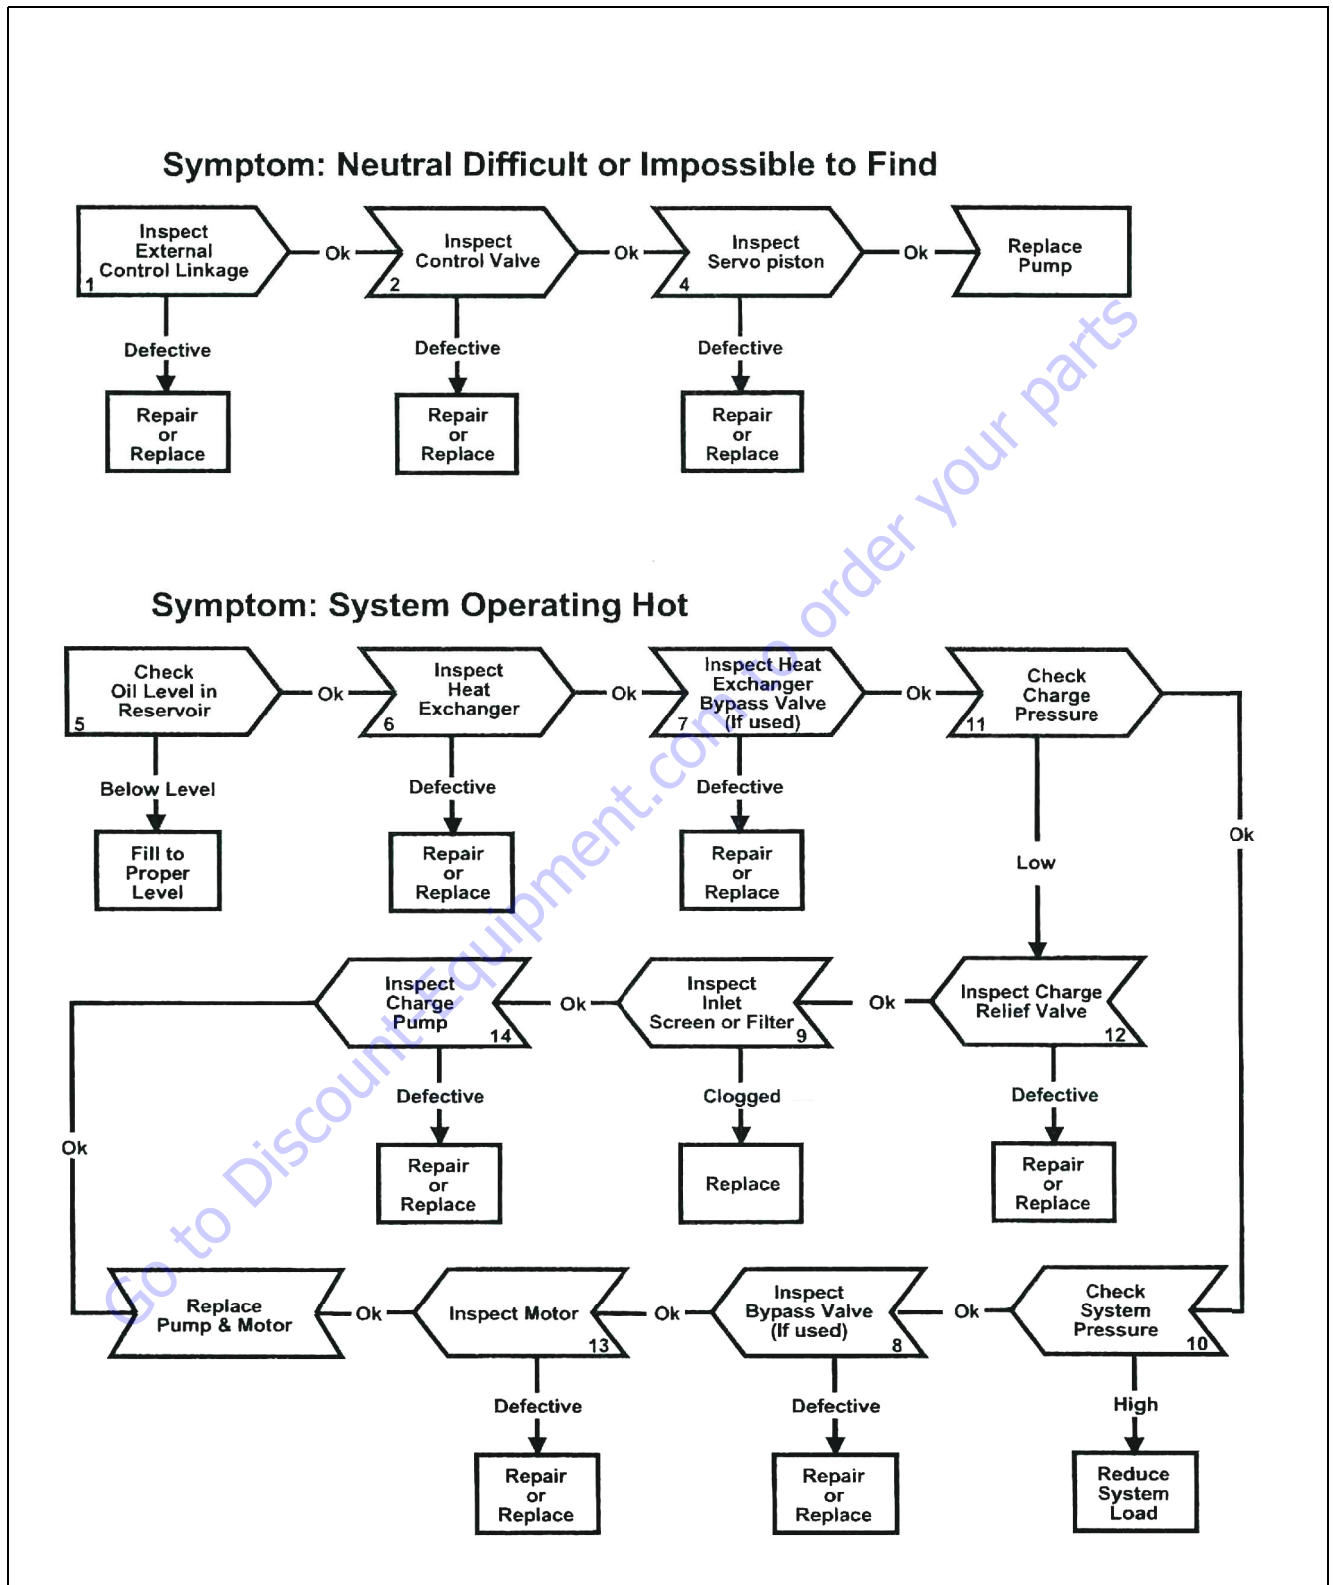 Symptom: Neutral Difficult or Impossible to Find
Inspect
External
Control Linkage
1
Ok
Inspect
Control Valve
2
Ok
Inspect
Servo piston
4
Ok
Replace
Pump
Defective
Defective
Defective
Repair
or
Replace
Repair
or
Replace
Repair
or
Replace
Symptom: System Operating Hot
Check
Oil Level in
Reservoir
5
Ok
Inspect
Heat
Exchanger
6
Ok
Inspect Heat
Exchanger
Bypass Valve
(If used)
7
Ok
Check
Charge
Pressure
11
Below Level
Defective
Defective
Ok
Low
Fill to
Proper
Level
Repair
or
Replace
Repair
or
Replace
Inspect
Charge
Pump
14
Ok
Inspect
Inlet
Screen or Filter
9
Ok
Inspect Charge
Relief Valve
12
Defective
Clogged
Defective
Ok
Repair
or
Replace
Replace
Repair
or
Replace
Replace
Pump & Motor
Ok
Inspect Motor
13
Ok
Inspect
Bypass Valve
(If used)
8
Ok
Check
System
Pressure
10
Defective
Defective
High
Repair
or
Replace
Repair
or
Replace
Reduce
System
Load
Go to Discount-Equipment.com to order your parts